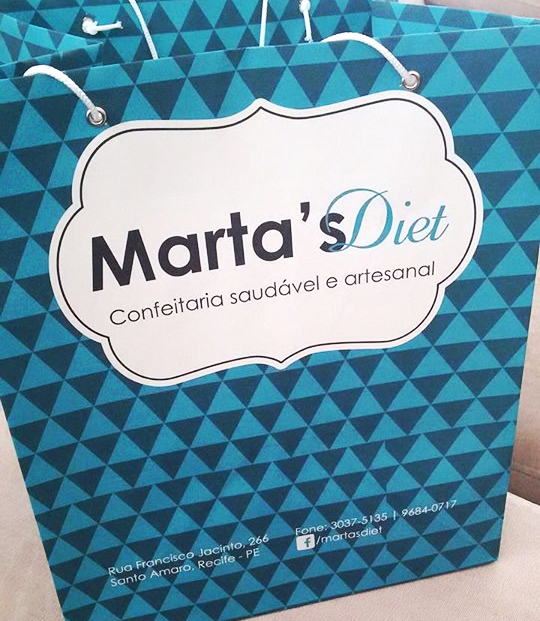 Marta's Diet
Confeitaria saudável e artesanal
Rua Francisco Jacinto, 266
Santo Amaro, Recife - PE
Fone: 3037-5135 | 9684-0717
f /martasdiet